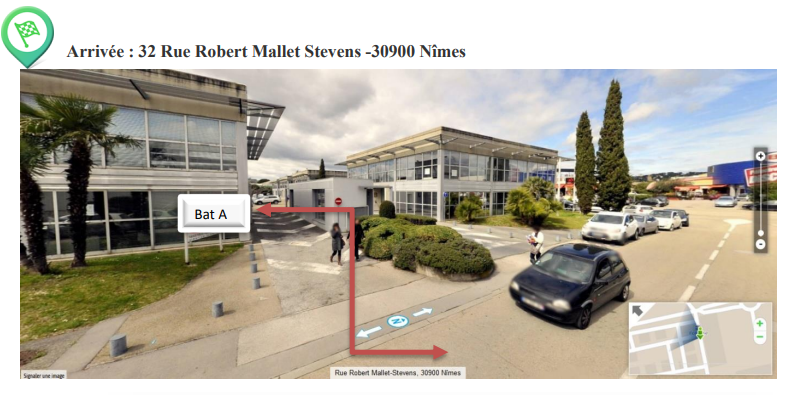 Arrivée : 32 Rue Robert Mallet Stevens -30900 Nîmes
Bat A
N
Signaler une image
Rue Robert Mallet-Stevens, 30900 Nîmes